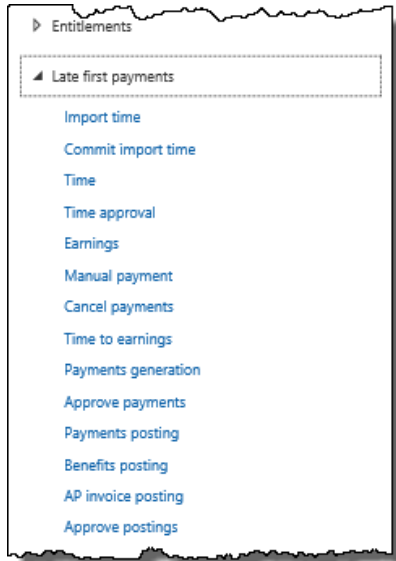 Entitlements
Late first payments
Import time
Commit import time
Time
Time approval
Earnings
Manual payment
Cancel payments
Time to earnings
Payments generation
Approve payments
Payments posting
Benefits posting
AP invoice posting
Approve postings